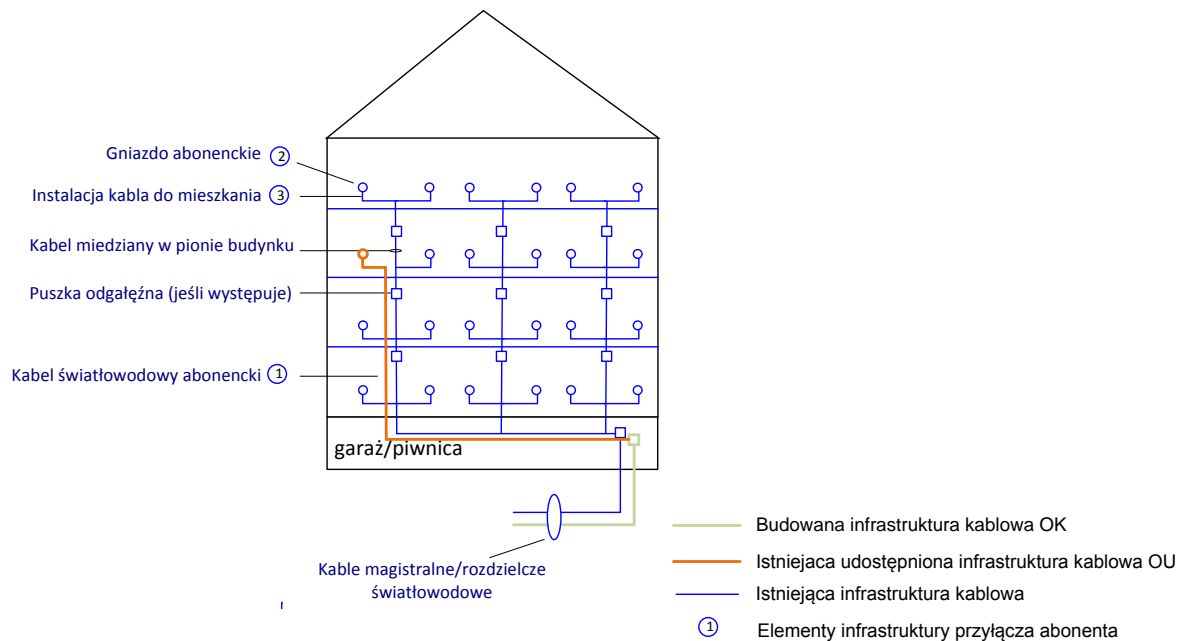 Gniazdo abonenckie 2
Instalacja kabla do mieszkania 3
Kabel miedziany w pionie budynku
Puszka odgałęźna (jeśli występuje)
Kabel światłowodowy abonencki 1
garaż/piwnica
Kable magistralne/rozdzielcze
światłowodowe
Budowana infrastruktura kablowa OK
Istniejaca udostępniona infrastruktura kablowa OU
Istniejąca infrastruktura kablowa
1 Elementy infrastruktury przyłącza abonenta